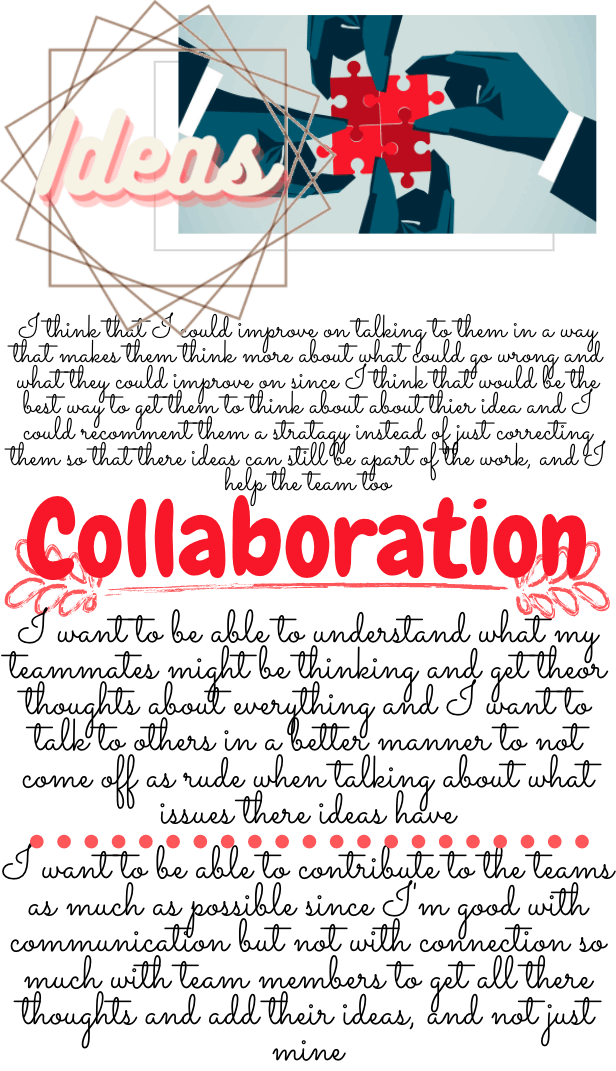 Ideas
I think that I could improve on talking to them in a way
that makes them think more about what could go wrong and
what they could improve on since I think that would be the
best way to get them to think about about thier idea and I
could recomment them a stratagy instead of just correcting
them so that there ideas can still be apart of the work, and I
help the team too
Collaboration
I want to be able to understand what my
teammates might be thinking and get theor
thoughts about everything and I want to
talk to others in a better manner to not
come off as rude when talking about what
issues there ideas have
I want to be able to contribute to the teams
as much as possible since I'm good with
communication but not with connection so
much with team members to get all there
thoughts and add their ideas, and not just
mine